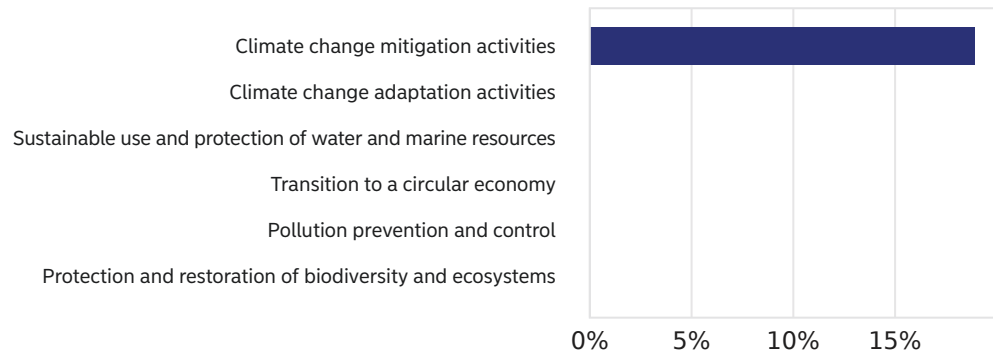 Climate change mitigation activities
Climate change adaptation activities
Sustainable use and protection of water and marine resources
Transition to a circular economy
Pollution prevention and control
Protection and restoration of biodiversity and ecosystems
0% 5% 10% 15%